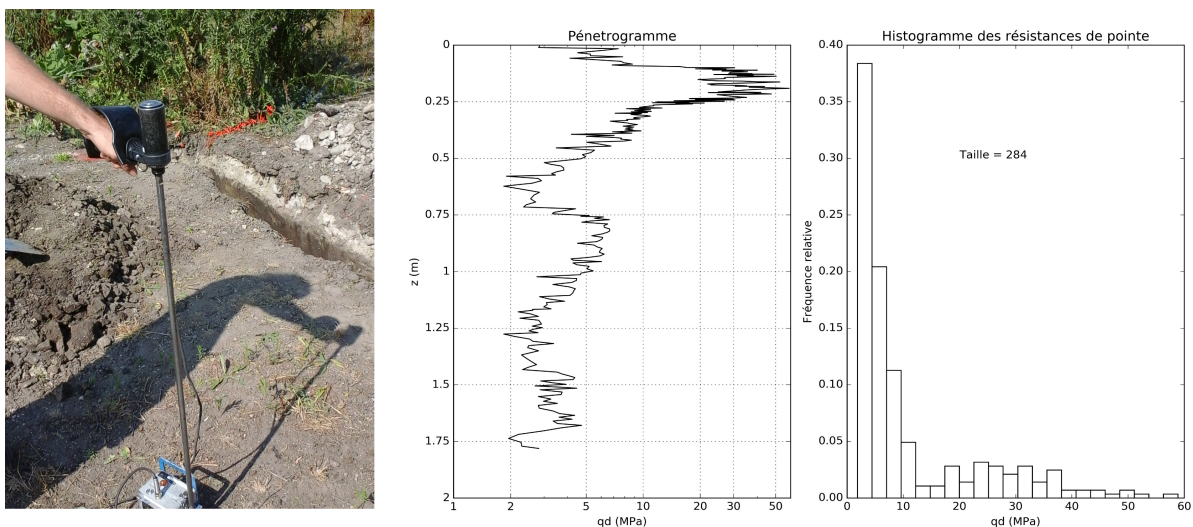 Pénetrogramme
0
0.25
0.5
0.75
1
1.25
1.5
1.75
2
z (m)
1 2 5 10 20 30 50
qd (MPa)
Histogramme des résistances de pointe
0.40
0.35
0.30
0.25
0.20
0.15
0.10
0.05
0.00
Fréquence relative
Taille = 284
0 10 20 30 40 50 60
qd (MPa)